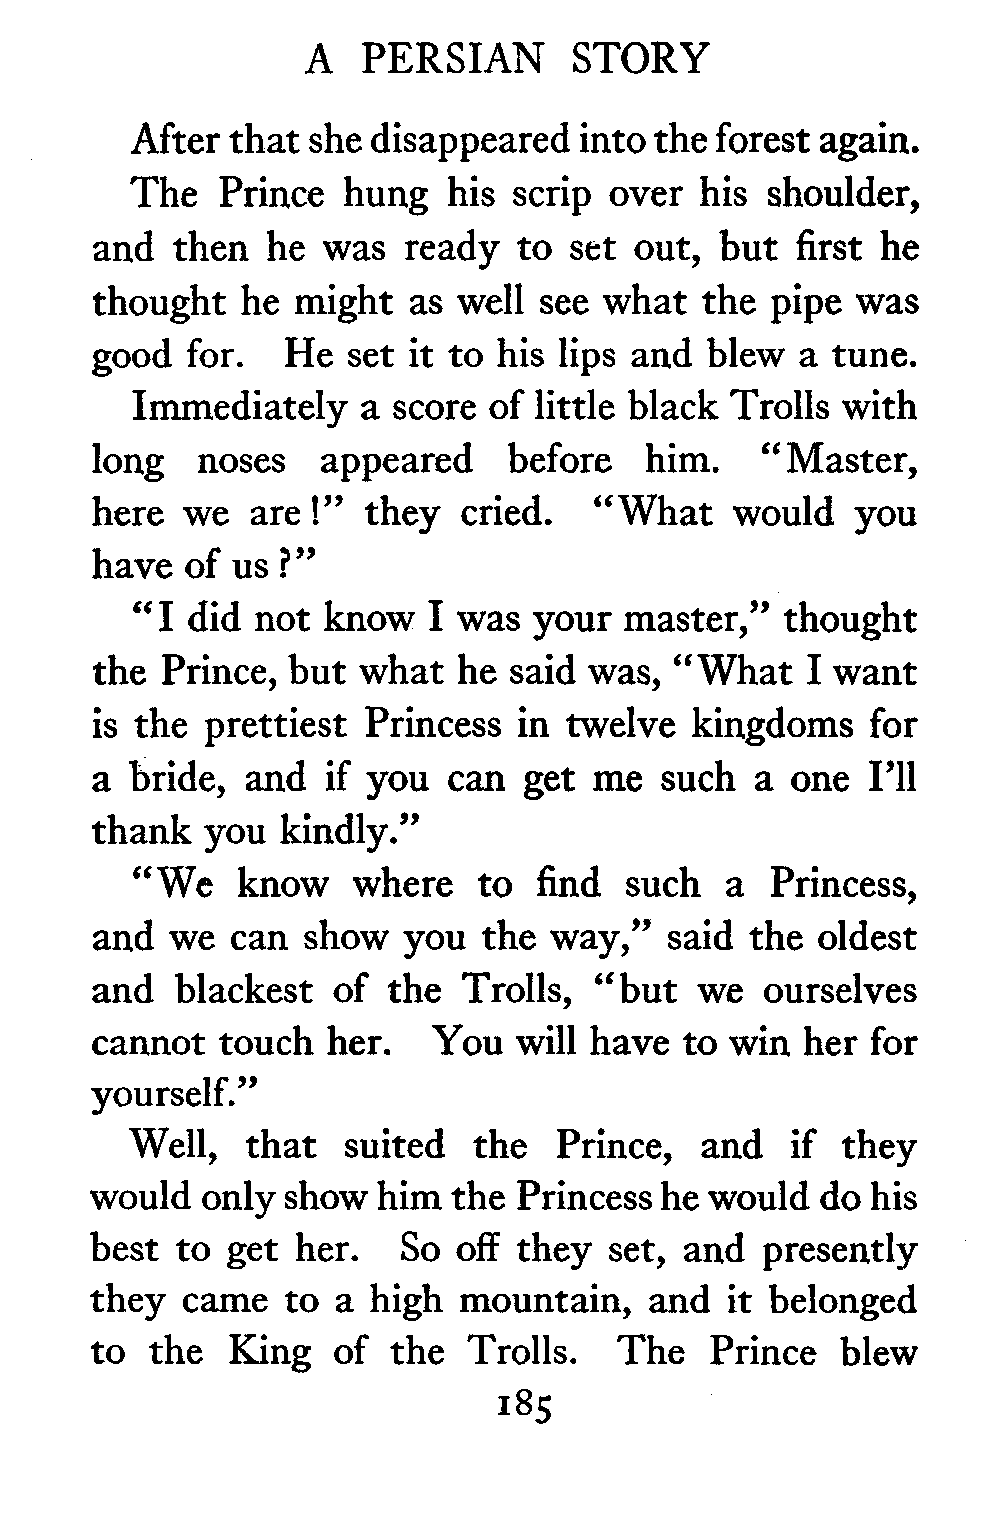 A PERSIAN STORY
After that she disappeared into the forest again.
The Prince hung his scrip over his shoulder,
and then he was ready to set out, but first he
thought he might as well see what the pipe was
good for. He set it to his lips and blew a tune.
Immediately a score of little black Trolls with
long noses appeared before him. "Master,
here we are!" they cried. "What would you
have of us?"
"I did not know I was your master," thought
the Prince, but what he said was, "What I want
is the prettiest Princess in twelve kingdoms for
a bride, and if you can get me such a one I'll
thank you kindly."
"We know where to find such a Princess,
and we can show you the way," said the oldest
and blackest of the Trolls, "but we ourselves
cannot touch her. You will have to win her for
yourself."
Well, that suited the Prince, and if they
would only show him the Princess he would do his
best to get her. So off they set, and presently
they came to a high mountain, and it belonged
to the King of the Trolls. The Prince blew
185